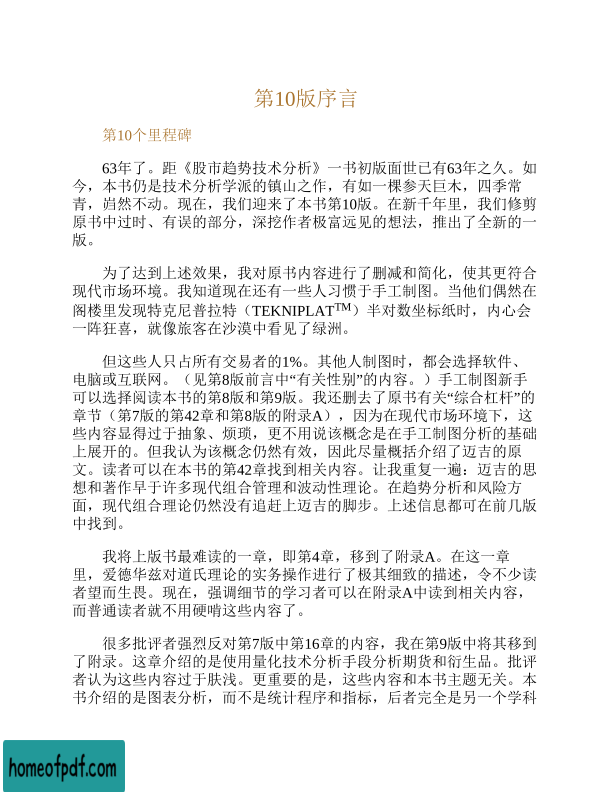 第10版序言
第10个里程碑
63年了。距《股市趋势技术分析》一书初版面世已有63年之久。如
今，本书仍是技术分析学派的镇山之作，有如一棵参天巨木，四季常
青，岿然不动。现在，我们迎来了本书第10版。在新千年里，我们修剪
原书中过时、有误的部分，深挖作者极富远见的想法，推出了全新的一
版。
为了达到上述效果，我对原书内容进行了删减和简化，使其更符合
现代市场环境。我知道现在还有一些人习惯于手工制图。当他们偶然在
阁楼里发现特克尼普拉特（TEKNIPLAT™）半对数坐标纸时，内心会
一阵狂喜，就像旅客在沙漠中看见了绿洲。
但这些人只占所有交易者的1%。其他人制图时，都会选择软件、
电脑或互联网。（见第8版前言中“有关性别”的内容。）手工制图新手
可以选择阅读本书的第8版和第9版。我还删去了原书有关“综合杠杆”的
章节（第7版的第42章和第8版的附录A），因为在现代市场环境下，这
些内容显得过于抽象、烦琐，更不用说该概念是在手工制图分析的基础
上展开的。但我认为该概念仍然有效，因此尽量概括介绍了迈吉的原
文。读者可以在本书的第42章找到相关内容。让我重复一遍：迈吉的思
想和著作早于许多现代组合管理和波动性理论。在趋势分析和风险方
面，现代组合理论仍然没有追赶上迈吉的脚步。上述信息都可在前几版
中找到。
我将上版书最难读的一章，即第4章，移到了附录A。在这一章
里，爱德华兹对道氏理论的实务操作进行了极其细致的描述，令不少读
者望而生畏。现在，强调细节的学习者可以在附录A中读到相关内容，
而普通读者就不用硬啃这些内容了。
很多批评者强烈反对第7版中第16章的内容，我在第9版中将其移到
了附录。这章介绍的是使用量化技术分析手段分析期货和衍生品。批评
者认为这些内容过于肤浅。更重要的是，这些内容和本书主题无关。本
书介绍的是图表分析，而不是统计程序和指标，后者完全是另一个学科
homeofpdf.com